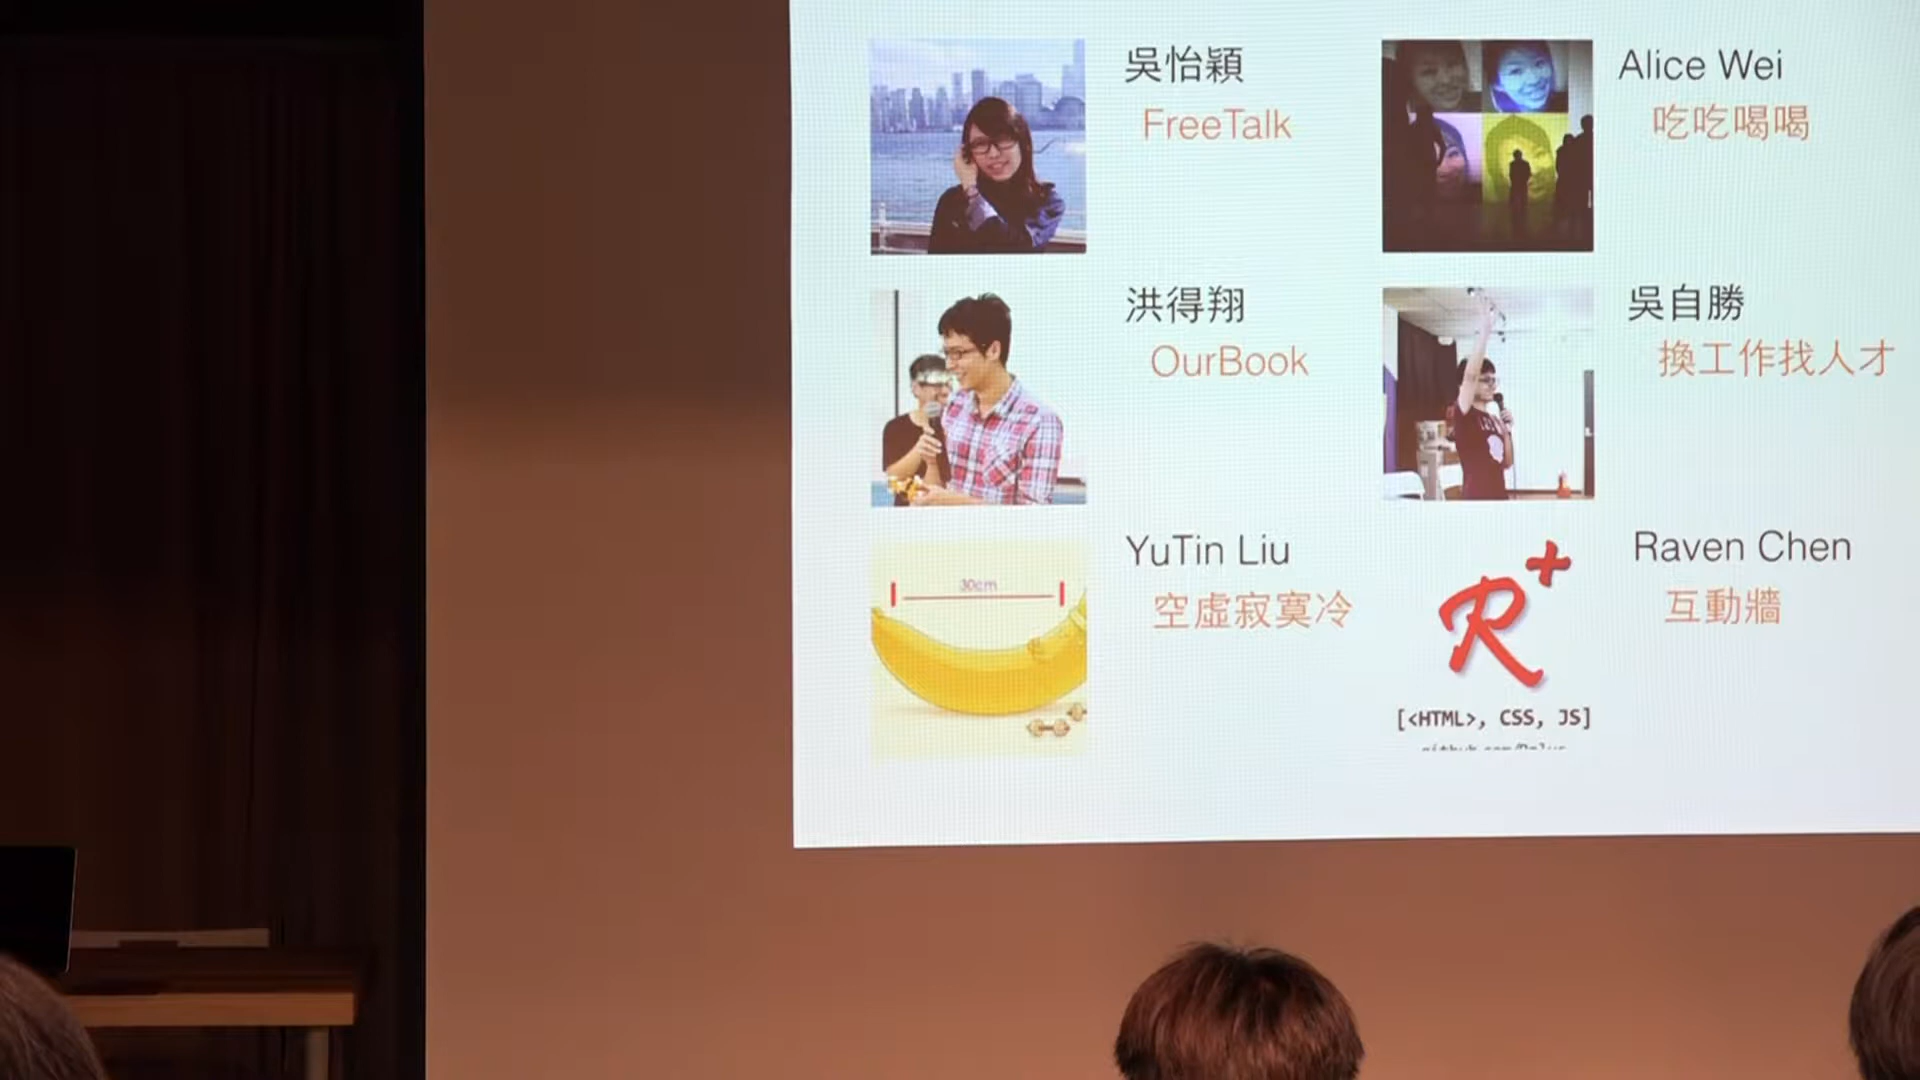 吳怡穎
FreeTalk
Alice Wei
吃吃喝喝
洪得翔
OurBook
吳自勝
換工作找人才
YuTin Liu
空虛寂寞冷
30cm
Raven Chen
互動牆
R+
[<HTML>, CSS, JS]